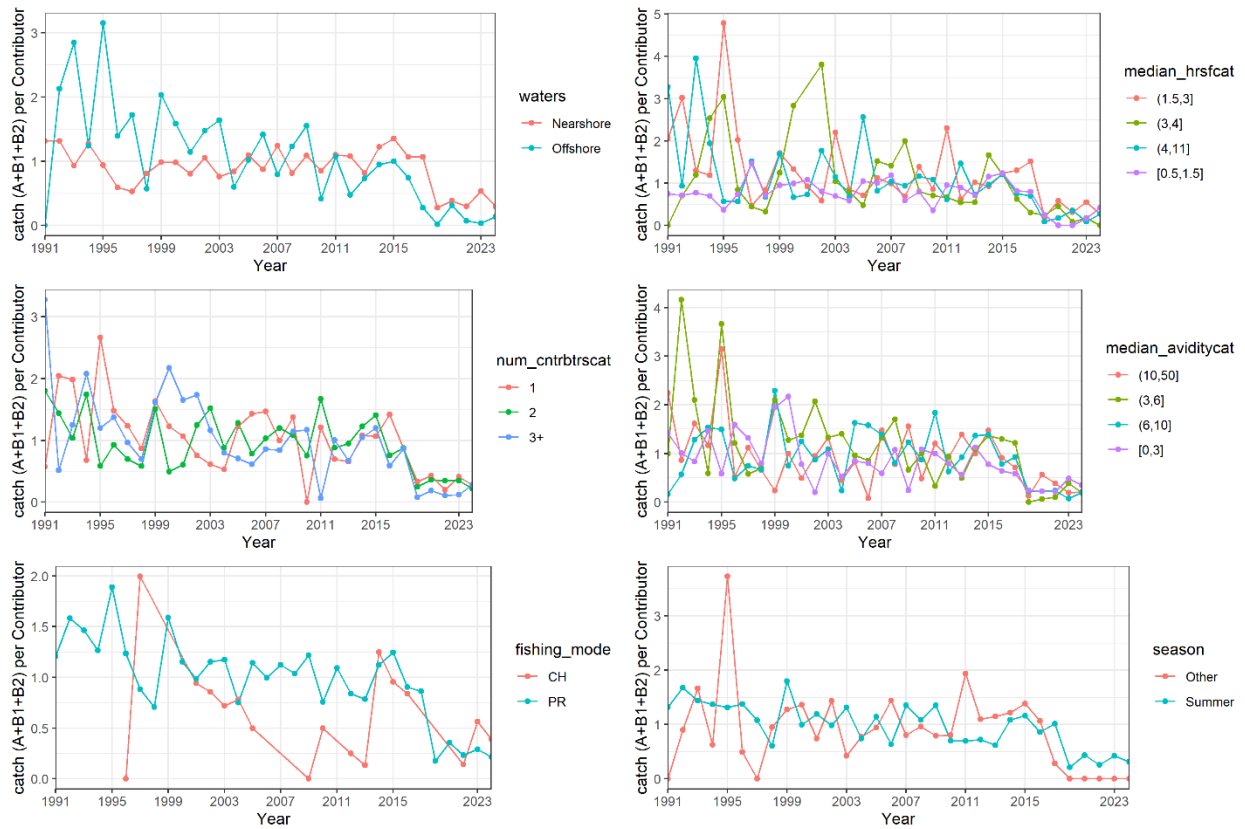 catch (A+B1+B2) per Contributor
3
2
1
0
1991 1995 1999 2003 2007 2011 2015 2019 2023
Year
waters
Nearshore
Offshore
catch (A+B1+B2) per Contributor
5
4
3
2
1
0
1991 1995 1999 2003 2007 2011 2015 2019 2023
Year
median_hrsfcat
(1.5,3]
(3,4]
(4,11]
[0.5,1.5]
catch (A+B1+B2) per Contributor
3
2
1
0
1991 1995 1999 2003 2007 2011 2015 2019 2023
Year
num_cntrbtrscat
1
2
3+
catch (A+B1+B2) per Contributor
4
3
2
1
0
1991 1995 1999 2003 2007 2011 2015 2019 2023
Year
median_aviditycat
(10,50]
(3,6]
(6,10]
[0,3]
catch (A+B1+B2) per Contributor
2.0
1.5
1.0
0.5
0.0
1991 1995 1999 2003 2007 2011 2015 2019 2023
Year
fishing_mode
CH
PR
catch (A+B1+B2) per Contributor
3
2
1
0
1991 1995 1999 2003 2007 2011 2015 2019 2023
Year
season
Other
Summer